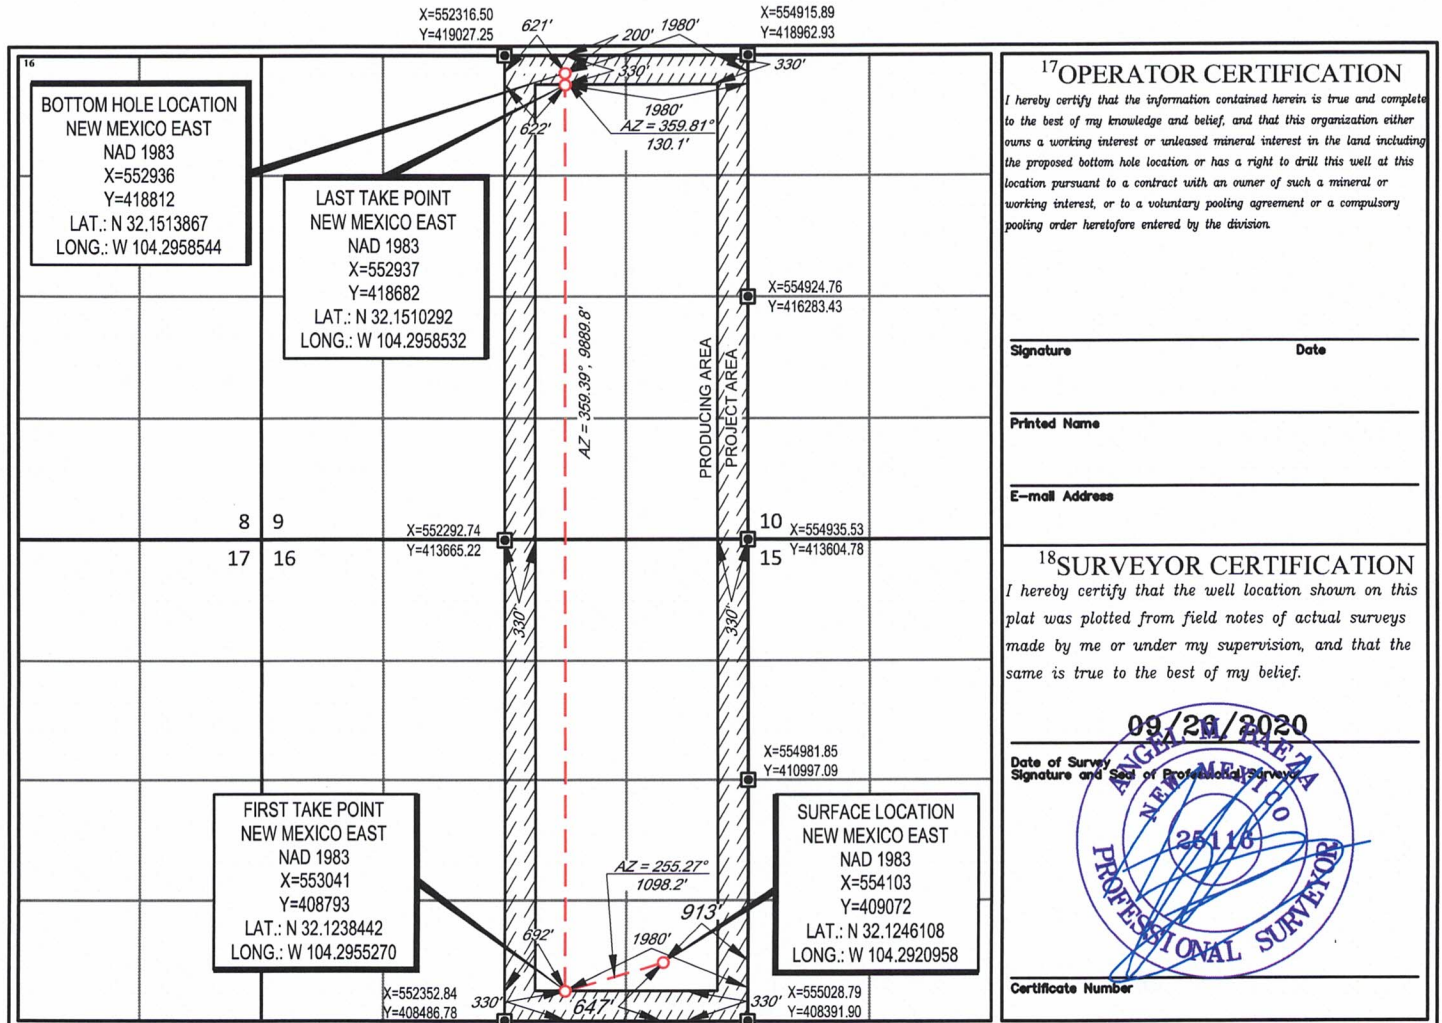 X=552316.50
Y=419027.25
X=554915.89
Y=418962.93
621'
200'
1980'
330'
330'
622'
1980'
AZ = 359.81°
130.1'
16
BOTTOM HOLE LOCATION
NEW MEXICO EAST
NAD 1983
X=552936
Y=418812
LAT.: N 32.1513867
LONG.: W 104.2958544
LAST TAKE POINT
NEW MEXICO EAST
NAD 1983
X=552937
Y=418682
LAT.: N 32.1510292
LONG.: W 104.2958532
X=554924.76
Y=416283.43
AZ = 359.39°, 9889.8'
PRODUCING AREA
PROJECT AREA
8
9
10
17
16
15
X=552292.74
Y=413665.22
X=554935.53
Y=413604.78
330'
330'
X=554981.85
Y=410997.09
FIRST TAKE POINT
NEW MEXICO EAST
NAD 1983
X=553041
Y=408793
LAT.: N 32.1238442
LONG.: W 104.2955270
SURFACE LOCATION
NEW MEXICO EAST
NAD 1983
X=554103
Y=409072
LAT.: N 32.1246108
LONG.: W 104.2920958
AZ = 255.27°
1098.2'
913'
692'
1980'
X=552352.84
Y=408486.78
330'
647'
330'
X=555028.79
Y=408391.90
17 OPERATOR CERTIFICATION
I hereby certify that the information contained herein is true and complete
to the best of my knowledge and belief, and that this organization either
owns a working interest or unleased mineral interest in the land including
the proposed bottom hole location or has a right to drill this well at this
location pursuant to a contract with an owner of such a mineral or
working interest, or to a voluntary pooling agreement or a compulsory
pooling order heretofore entered by the division.
Signature Date
Printed Name
E-mail Address
18 SURVEYOR CERTIFICATION
I hereby certify that the well location shown on this
plat was plotted from field notes of actual surveys
made by me or under my supervision, and that the
same is true to the best of my belief.
09/26/2020
Date of Survey
Signature and Seal of Professional Surveyor
ANGEL M. BAEZA
NEW MEXICO
25116
PROFESSIONAL SURVEYOR
Certificate Number